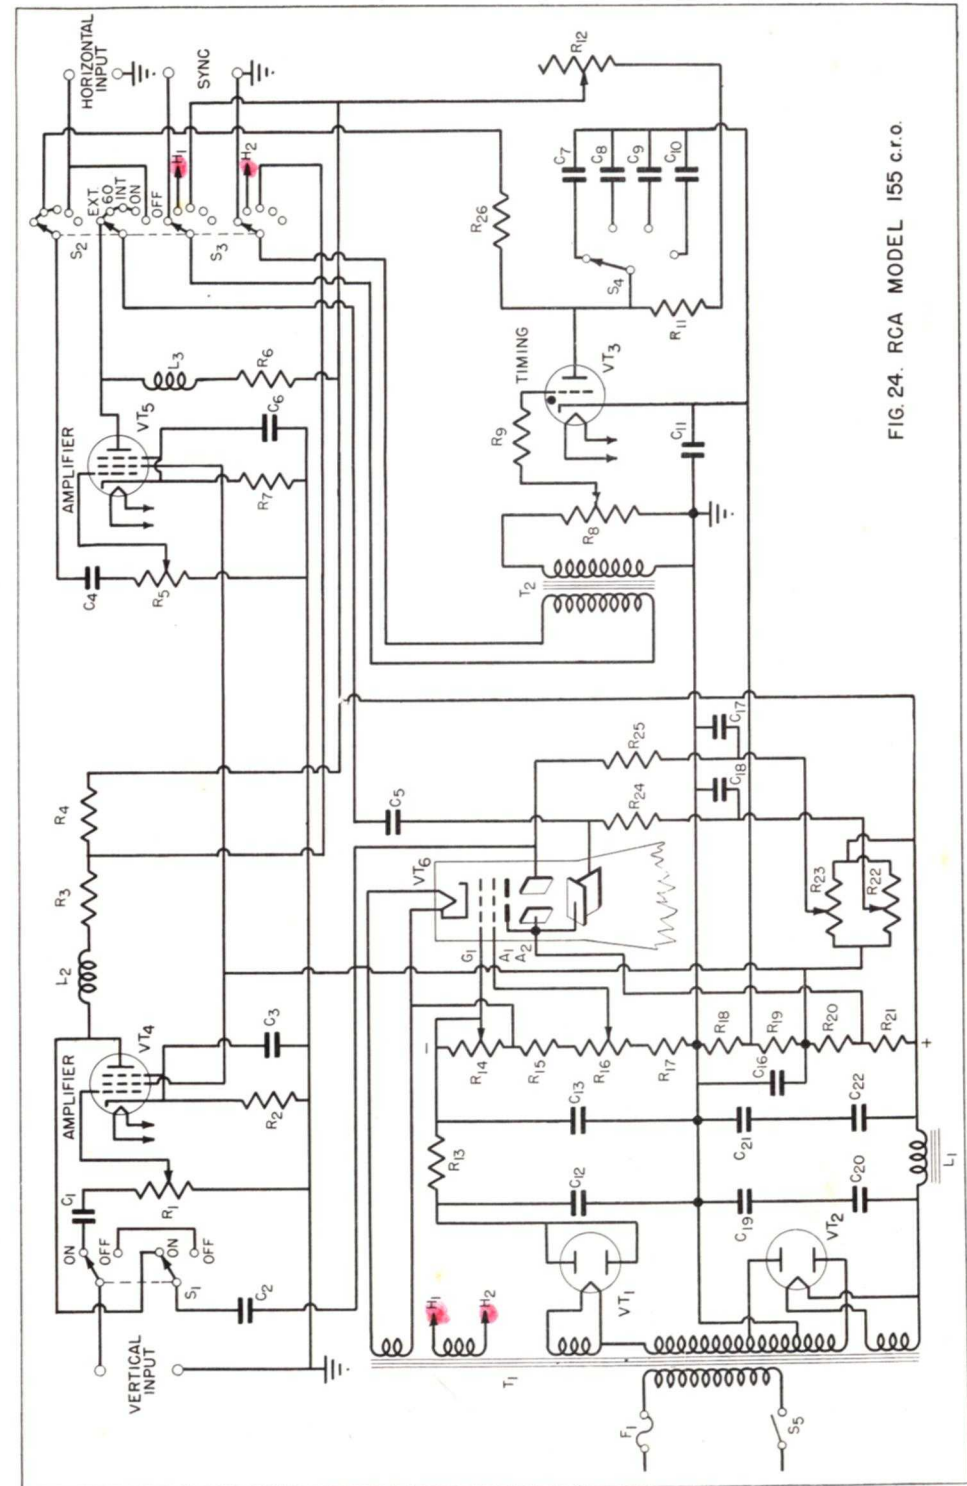 VERTICAL
INPUT
ON
OFF
ON
OFF
S1
C1
R1
C2
AMPLIFIER
VT4
R2
C3
L2
R3
R4
C4
R5
AMPLIFIER
VT5
R7
C6
L3
R6
S2
EXT
60
INT
ON
OFF
S3
HORIZONTAL
INPUT
SYNC
H1
H2
R12
H1
H2
T1
F1
S5
VT1
VT2
R13
C12
C13
C19
C20
C21
C22
L1
–
R14
R15
R16
R17
R18
R19
C16
R20
R21
+
G1
A1
A2
VT6
C5
R24
R25
C18
C17
R23
R22
T2
R8
R9
TIMING
VT3
C11
R26
S4
R11
C7
C8
C9
C10
FIG. 24. RCA MODEL 155 c.r.o.